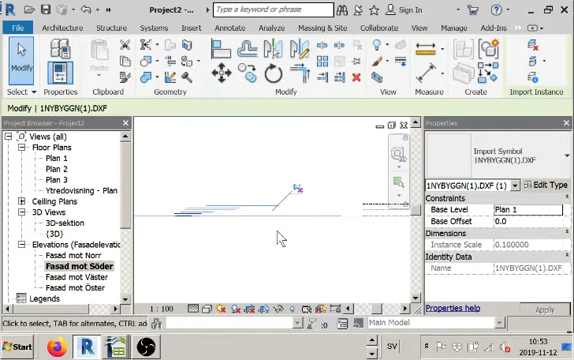 Project2 -
Type a keyword or phrase
Sign In
File
Architecture
Structure
Insert
Annotate
Analyze
Massing & Site
Collaborate
View
Manage
Add-Ins
Modify
Properties
Paste
Select
Properties
Clipboard
Geometry
Modify
View
Measure
Create
Import Instance
Modify | 1NYBYGGN(1).DXF
Project Browser - Project2
Views (all)
Floor Plans
Plan 1
Plan 2
Plan 3
Ytredovisning - Plan
Ceiling Plans
3D Views
3D-sektion
{3D}
Elevations (Fasadelevatio
Fasad mot Norr
Fasad mot Söder
Fasad mot Väster
Fasad mot Öster
Legends
1 : 100
Properties
Import Symbol
1NYBYGGN(1).DXF
1NYBYGGN(1).DXF (1)
Edit Type
Constraints
Base Level
Plan 1
Base Offset
0.0
Dimensions
Instance Scale
0.100000
Identity Data
Name
1NYBYGGN(1).DXF
Properties help
Apply
Click to select, TAB for alternates, CTRL ad
:0
Main Model
Start
SV
10:53
2019-11-12